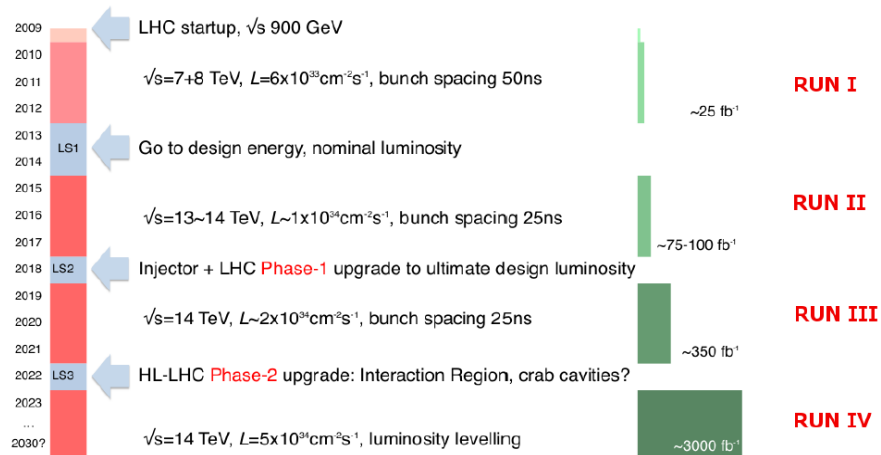 2009 LHC startup, √s 900 GeV
2010
2011 √s=7+8 TeV, L=6x10³³cm⁻²s⁻¹, bunch spacing 50ns RUN I
2012 ~25 fb⁻¹
2013
LS1 Go to design energy, nominal luminosity
2014
2015
2016 √s=13~14 TeV, L~1x10³⁴cm⁻²s⁻¹, bunch spacing 25ns RUN II
2017 ~75-100 fb⁻¹
2018 LS2 Injector + LHC Phase-1 upgrade to ultimate design luminosity
2019
2020 √s=14 TeV, L~2x10³⁴cm⁻²s⁻¹, bunch spacing 25ns RUN III
2021 ~350 fb⁻¹
2022 LS3 HL-LHC Phase-2 upgrade: Interaction Region, crab cavities?
2023
... RUN IV
2030? √s=14 TeV, L=5x10³⁴cm⁻²s⁻¹, luminosity levelling ~3000 fb⁻¹